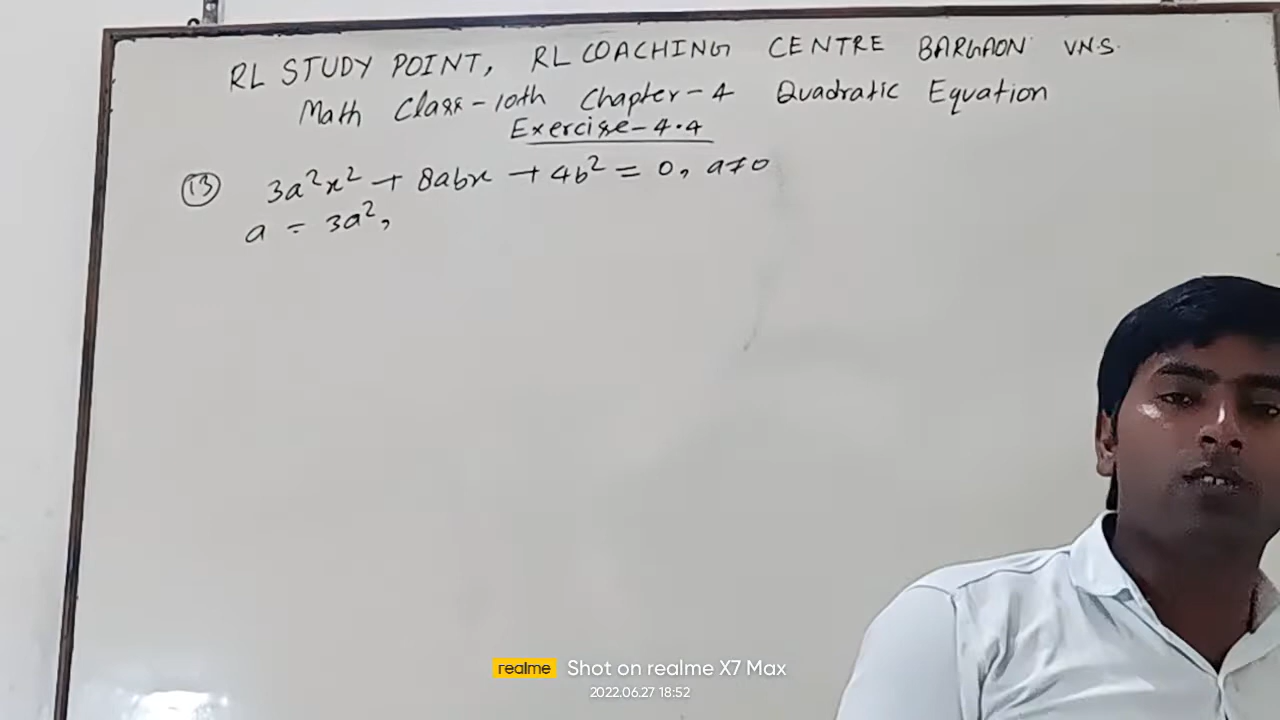 RL STUDY POINT, RL COACHING CENTRE BARGAON VNS.
Math Class-10th Chapter-4 Quadratic Equation
Exercise-4.4
(13) 3a²x² + 8abx + 4b² = 0, a≠0
a = 3a²,
realme Shot on realme X7 Max
2022.06.27 18:52